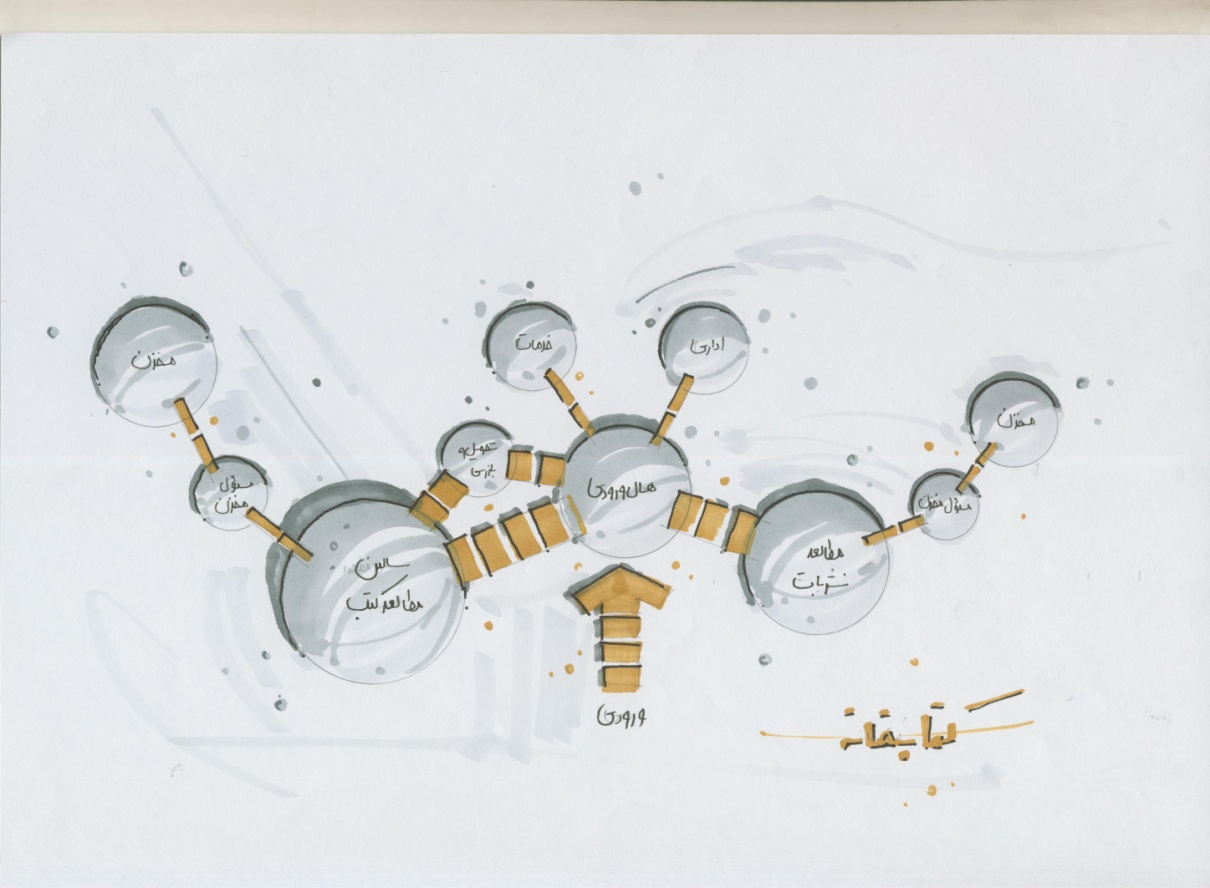 خدمات
اداری
مخزن
مخزن
تحویل و
بازی
مسئول
مخزن
هال ورودی
مسئول مخزن
مطالعه
نشریات
سالن
مطالعه کتب
ورودی
کتابخانه